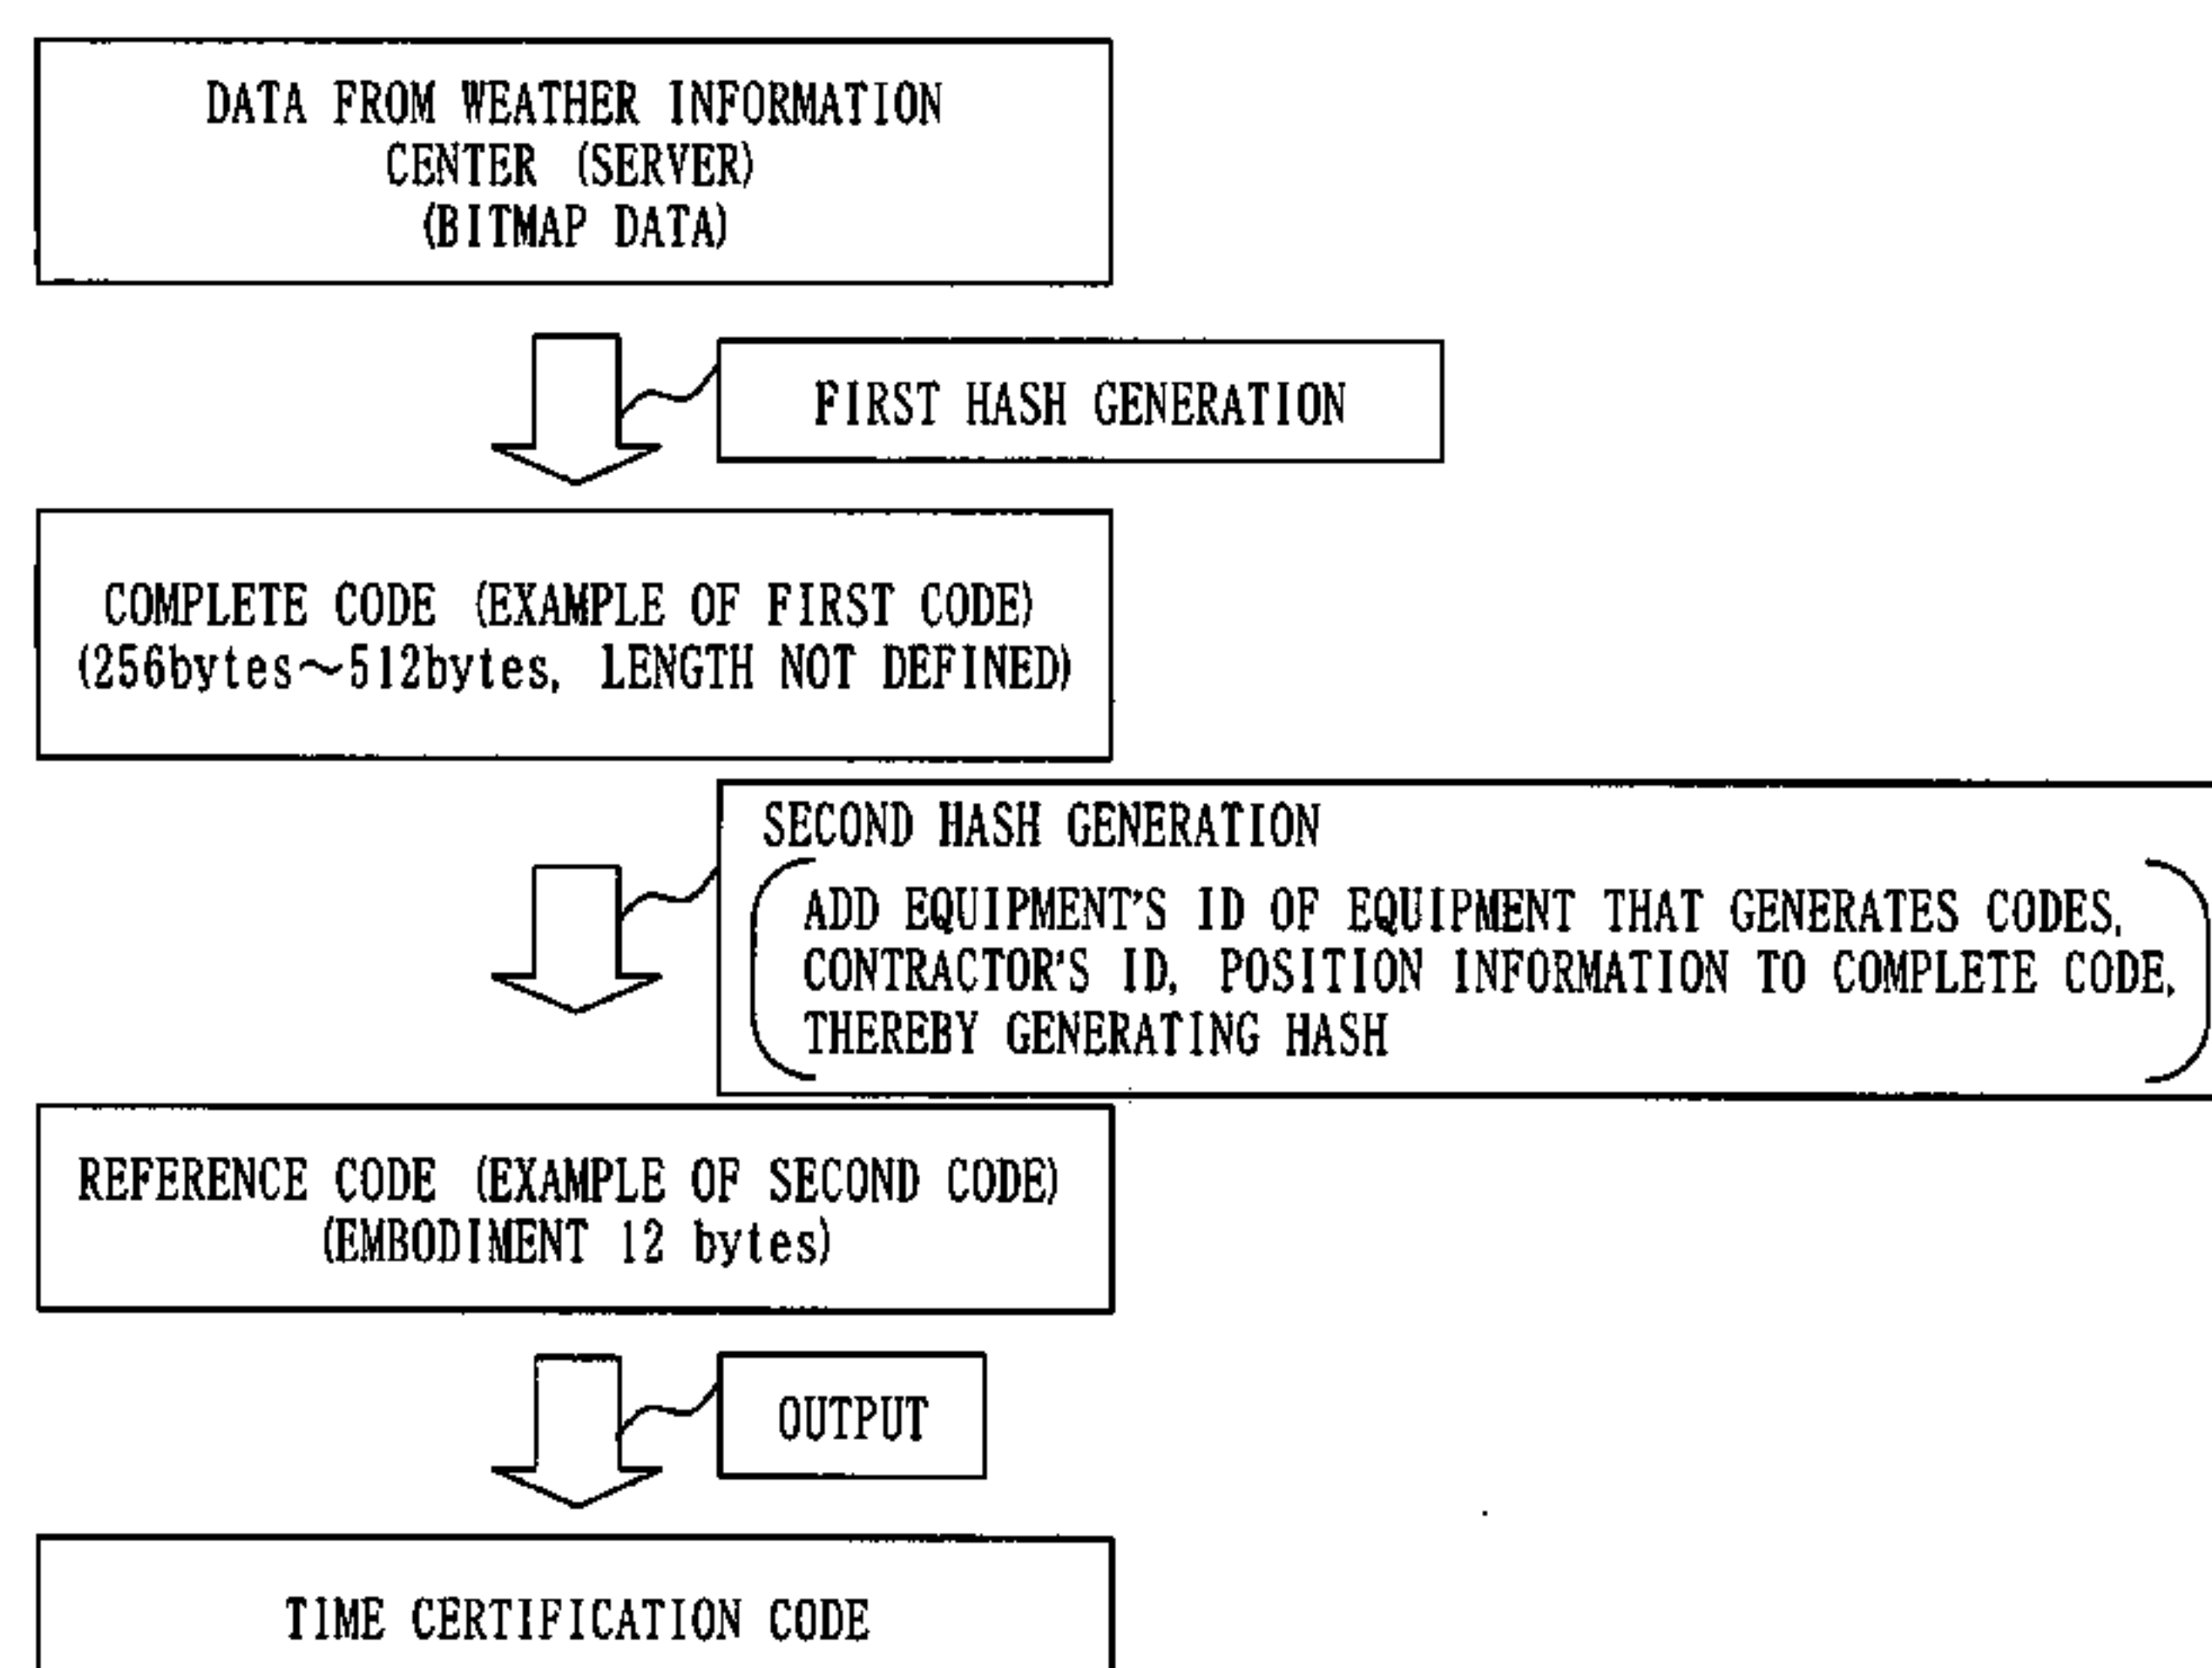 DATA FROM WEATHER INFORMATION
CENTER (SERVER)
(BITMAP DATA)
FIRST HASH GENERATION
COMPLETE CODE (EXAMPLE OF FIRST CODE)
(256bytes～512bytes, LENGTH NOT DEFINED)
SECOND HASH GENERATION
ADD EQUIPMENT'S ID OF EQUIPMENT THAT GENERATES CODES,
CONTRACTOR'S ID, POSITION INFORMATION TO COMPLETE CODE,
THEREBY GENERATING HASH
REFERENCE CODE (EXAMPLE OF SECOND CODE)
(EMBODIMENT 12 bytes)
OUTPUT
TIME CERTIFICATION CODE